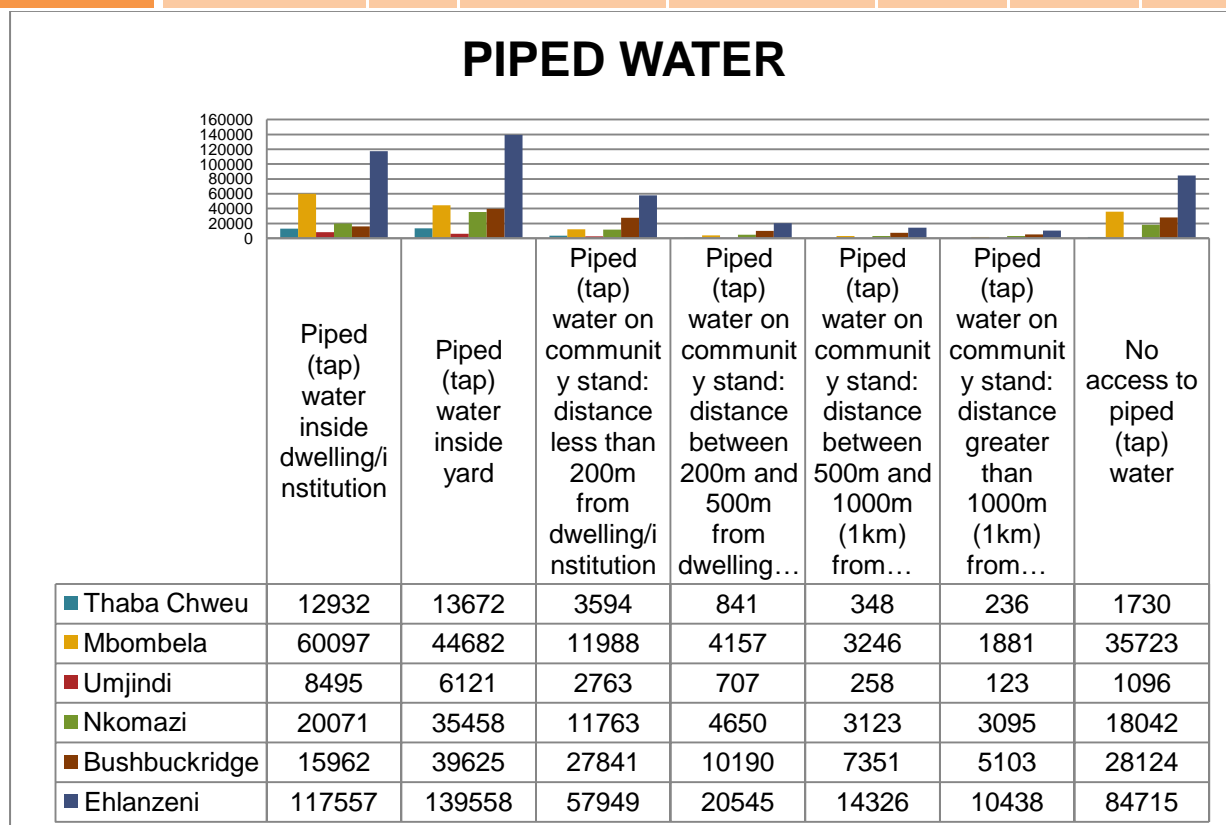 PIPED WATER
160000
140000
120000
100000
80000
60000
40000
20000
0
Piped
(tap)
water
inside
dwelling/i
nstitution
Piped
(tap)
water
inside
yard
Piped
(tap)
water on
communit
y stand:
distance
less than
200m
from
dwelling/i
nstitution
Piped
(tap)
water on
communit
y stand:
distance
between
200m and
500m
from
dwelling…
Piped
(tap)
water on
communit
y stand:
distance
between
500m and
1000m
(1km)
from…
Piped
(tap)
water on
communit
y stand:
distance
greater
than
1000m
(1km)
from…
No
access to
piped
(tap)
water
Thaba Chweu 12932 13672 3594 841 348 236 1730
Mbombela 60097 44682 11988 4157 3246 1881 35723
Umjindi 8495 6121 2763 707 258 123 1096
Nkomazi 20071 35458 11763 4650 3123 3095 18042
Bushbuckridge 15962 39625 27841 10190 7351 5103 28124
Ehlanzeni 117557 139558 57949 20545 14326 10438 84715